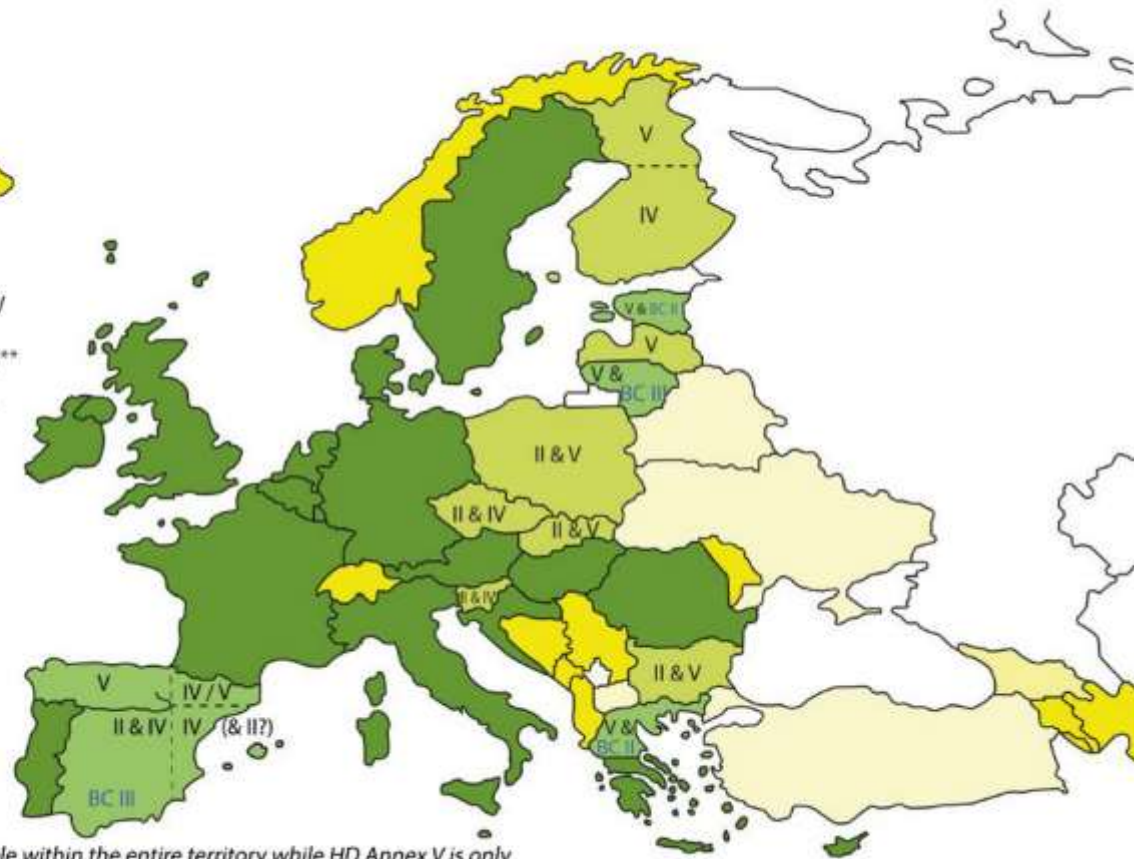 V
IV
/
**
V & BC II
V
V &
BC III
II & V
II & IV
II & V
II & IV
II & V
V
IV / V
II & IV
IV
(& II?)
V &
BC II
BC III
le within the entire territory while HD Annex V is only